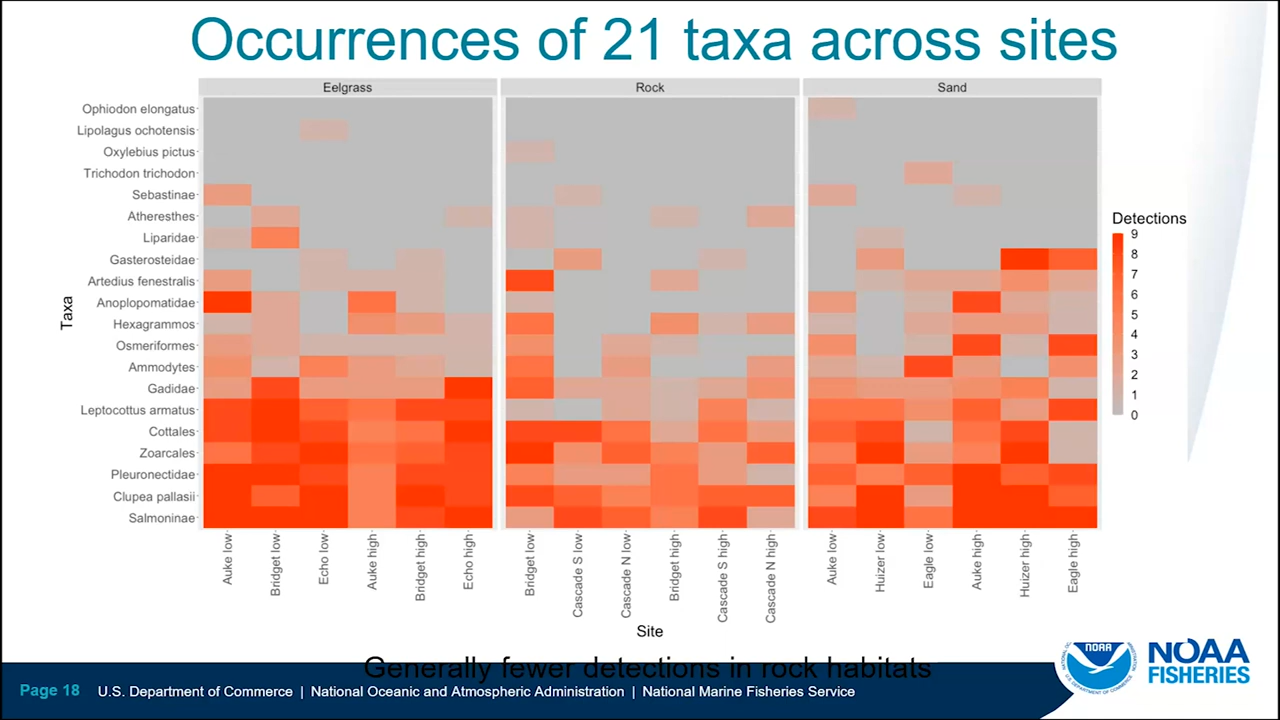 Occurrences of 21 taxa across sites
Eelgrass
Rock
Sand
Taxa
Ophiodon elongatus
Lipolagus ochotensis
Oxylebius pictus
Trichodon trichodon
Sebastinae
Atheresthes
Liparidae
Gasterosteidae
Artedius fenestralis
Anoplopomatidae
Hexagrammos
Osmeriformes
Ammodytes
Gadidae
Leptocottus armatus
Cottales
Zoarcales
Pleuronectidae
Clupea pallasii
Salmoninae
Auke low
Bridget low
Echo low
Auke high
Bridget high
Echo high
Bridget low
Cascade S low
Cascade N low
Bridget high
Cascade S high
Cascade N high
Auke low
Huizer low
Eagle low
Auke high
Huizer high
Eagle high
Site
Detections
9
8
7
6
5
4
3
2
1
0
Generally fewer detections in rock habitats
Page 18 U.S. Department of Commerce | National Oceanic and Atmospheric Administration | National Marine Fisheries Service
NOAA
NOAA
FISHERIES